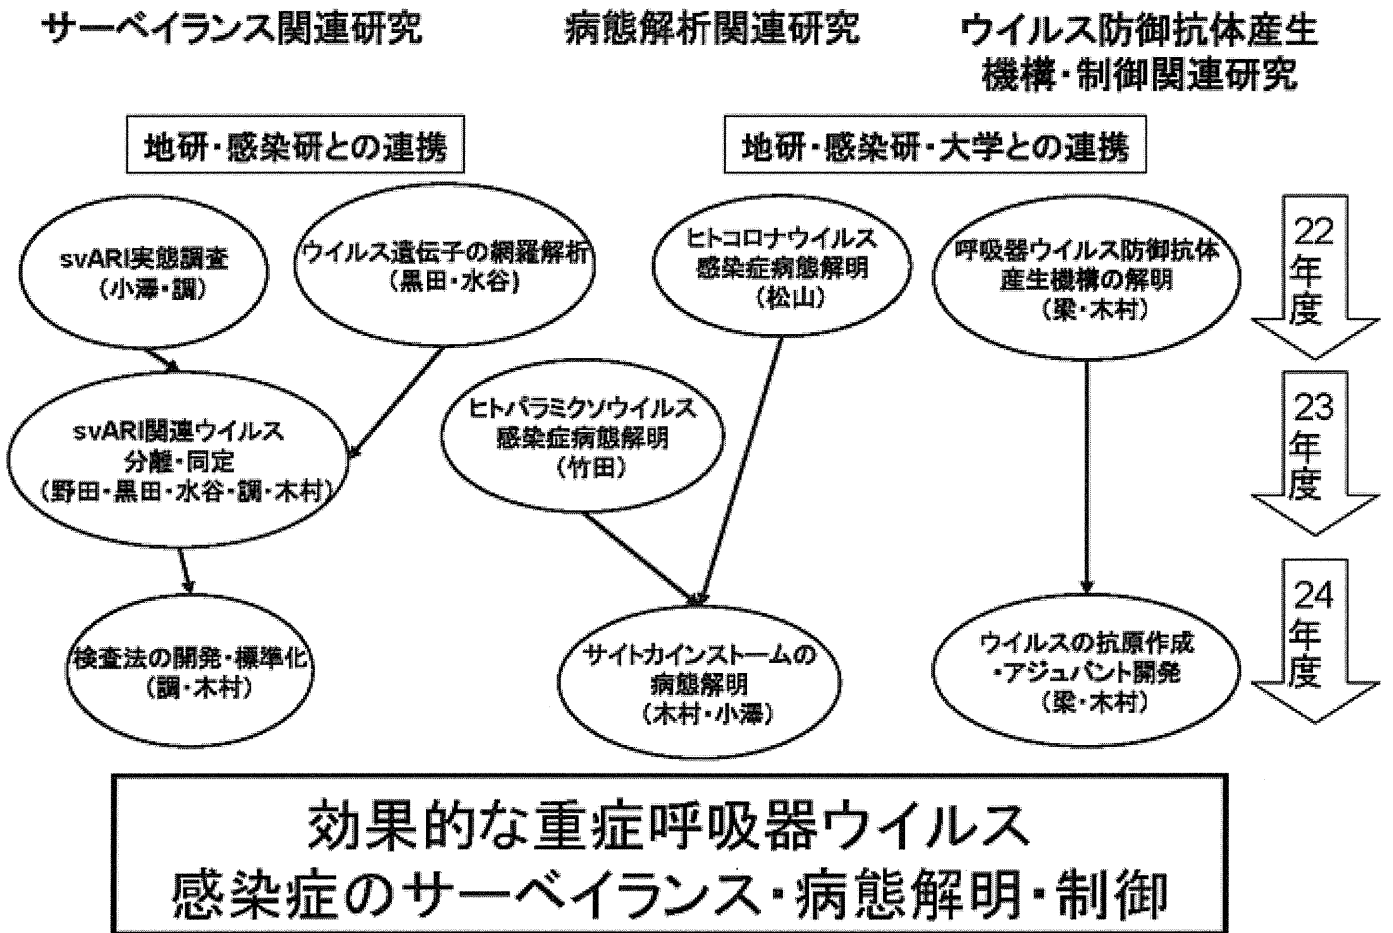 サーベイランス関連研究
病態解析関連研究
ウイルス防御抗体産生
機構・制御関連研究
地研・感染研との連携
地研・感染研・大学との連携
svARI実態調査
(小澤・調)
ウイルス遺伝子の網羅解析
(黒田・水谷)
ヒトコロナウイルス
感染症病態解明
(松山)
呼吸器ウイルス防御抗体
産生機構の解明
(梁・木村)
22
年
度
svARI関連ウイルス
分離・同定
(野田・黒田・水谷・調・木村)
ヒトパラミクソウイルス
感染症病態解明
(竹田)
23
年
度
検査法の開発・標準化
(調・木村)
サイトカインストームの
病態解明
(木村・小澤)
ウイルスの抗原作成
・アジュバント開発
(梁・木村)
24
年
度
効果的な重症呼吸器ウイルス
感染症のサーベイランス・病態解明・制御